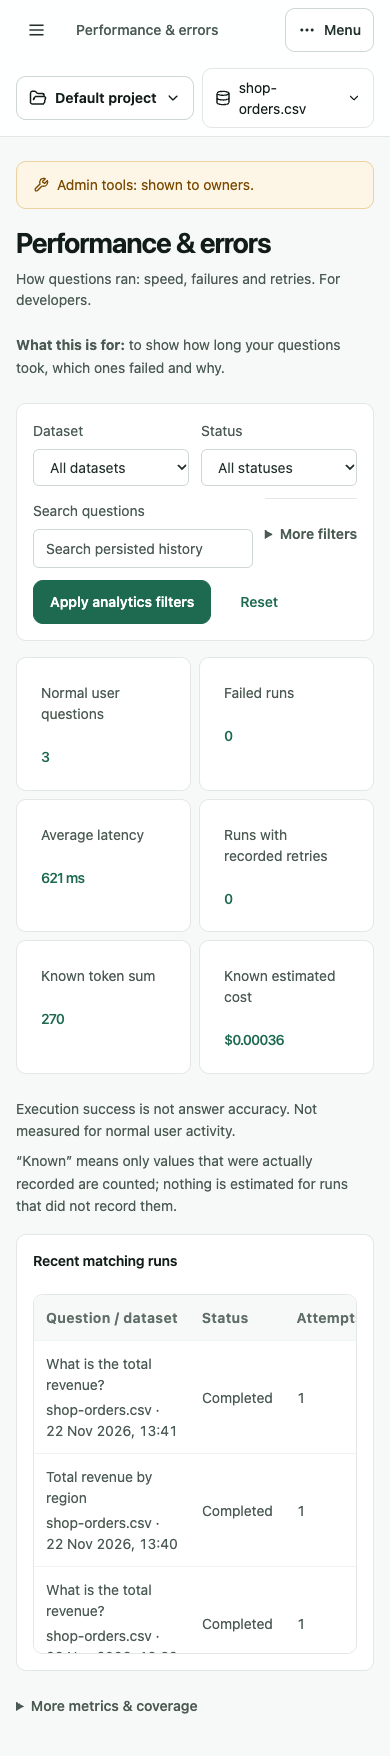 Performance & errors
Menu
Default project
shop-
orders.csv
Admin tools: shown to owners.
Performance & errors
How questions ran: speed, failures and retries. For
developers.
What this is for: to show how long your questions
took, which ones failed and why.
Dataset
Status
All datasets
All statuses
Search questions
More filters
Search persisted history
Apply analytics filters
Reset
Normal user
questions
3
Failed runs
0
Average latency
621 ms
Runs with
recorded retries
0
Known token sum
270
Known estimated
cost
$0.00036
Execution success is not answer accuracy. Not
measured for normal user activity.
“Known” means only values that were actually
recorded are counted; nothing is estimated for runs
that did not record them.
Recent matching runs
Question / dataset Status Attempt
What is the total
revenue?
shop-orders.csv ·
22 Nov 2026, 13:41
Completed
1
Total revenue by
region
shop-orders.csv ·
22 Nov 2026, 13:40
Completed
1
What is the total
revenue?
shop-orders.csv ·
Completed
1
More metrics & coverage